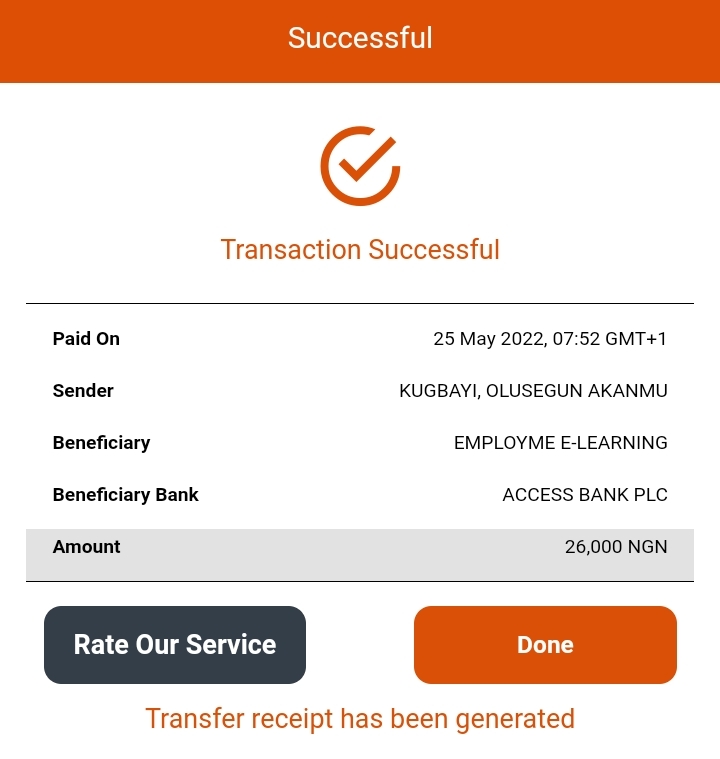 Successful
Transaction Successful
Paid On 25 May 2022, 07:52 GMT+1
Sender KUGBAYI, OLUSEGUN AKANMU
Beneficiary EMPLOYME E-LEARNING
Beneficiary Bank ACCESS BANK PLC
Amount 26,000 NGN
Rate Our Service Done
Transfer receipt has been generated